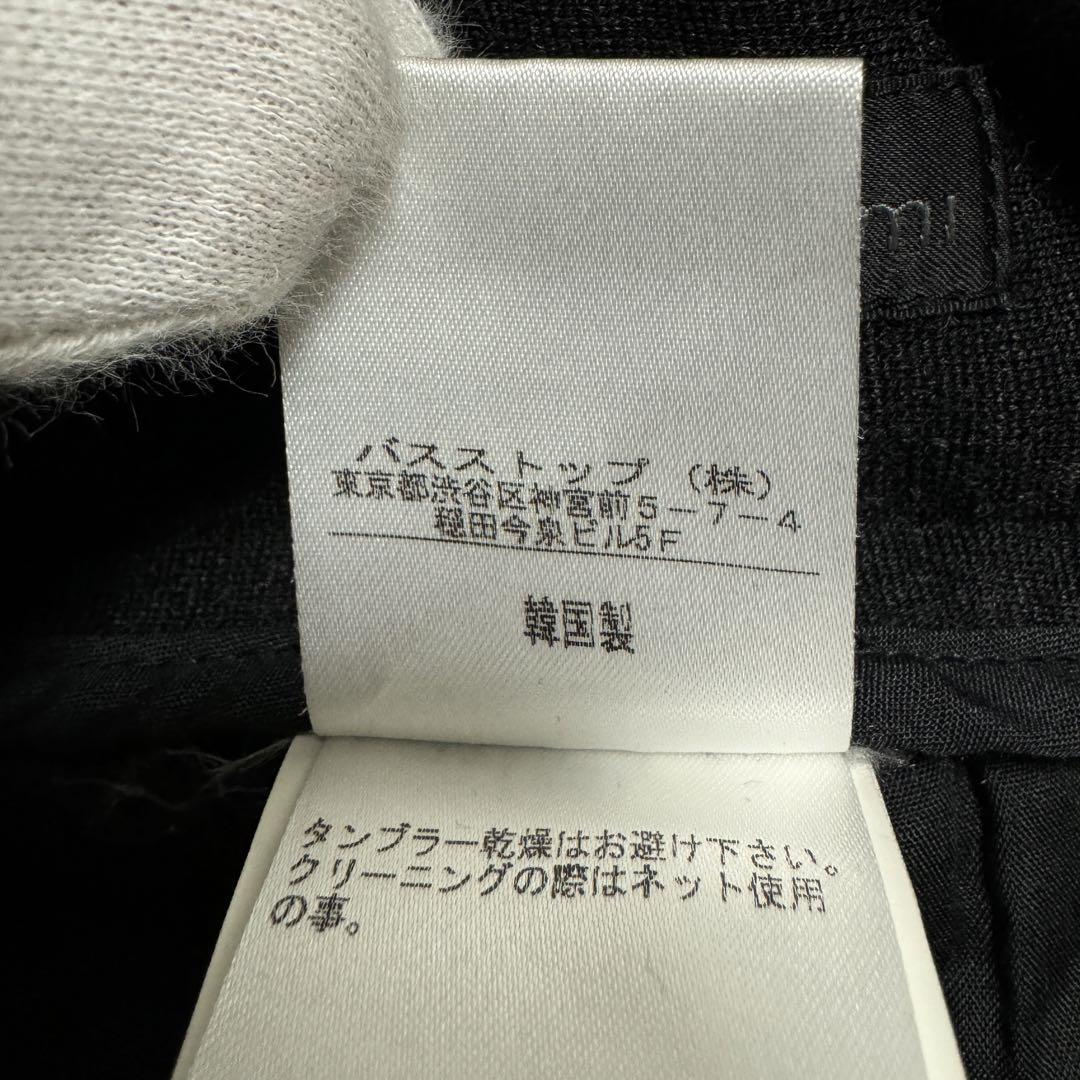 バスストップ（株）
東京都渋谷区神宮前5-7-4
穏田今泉ビル5F
韓国製
タンブラー乾燥はお避け下さい。
クリーニングの際はネット使用
の事。